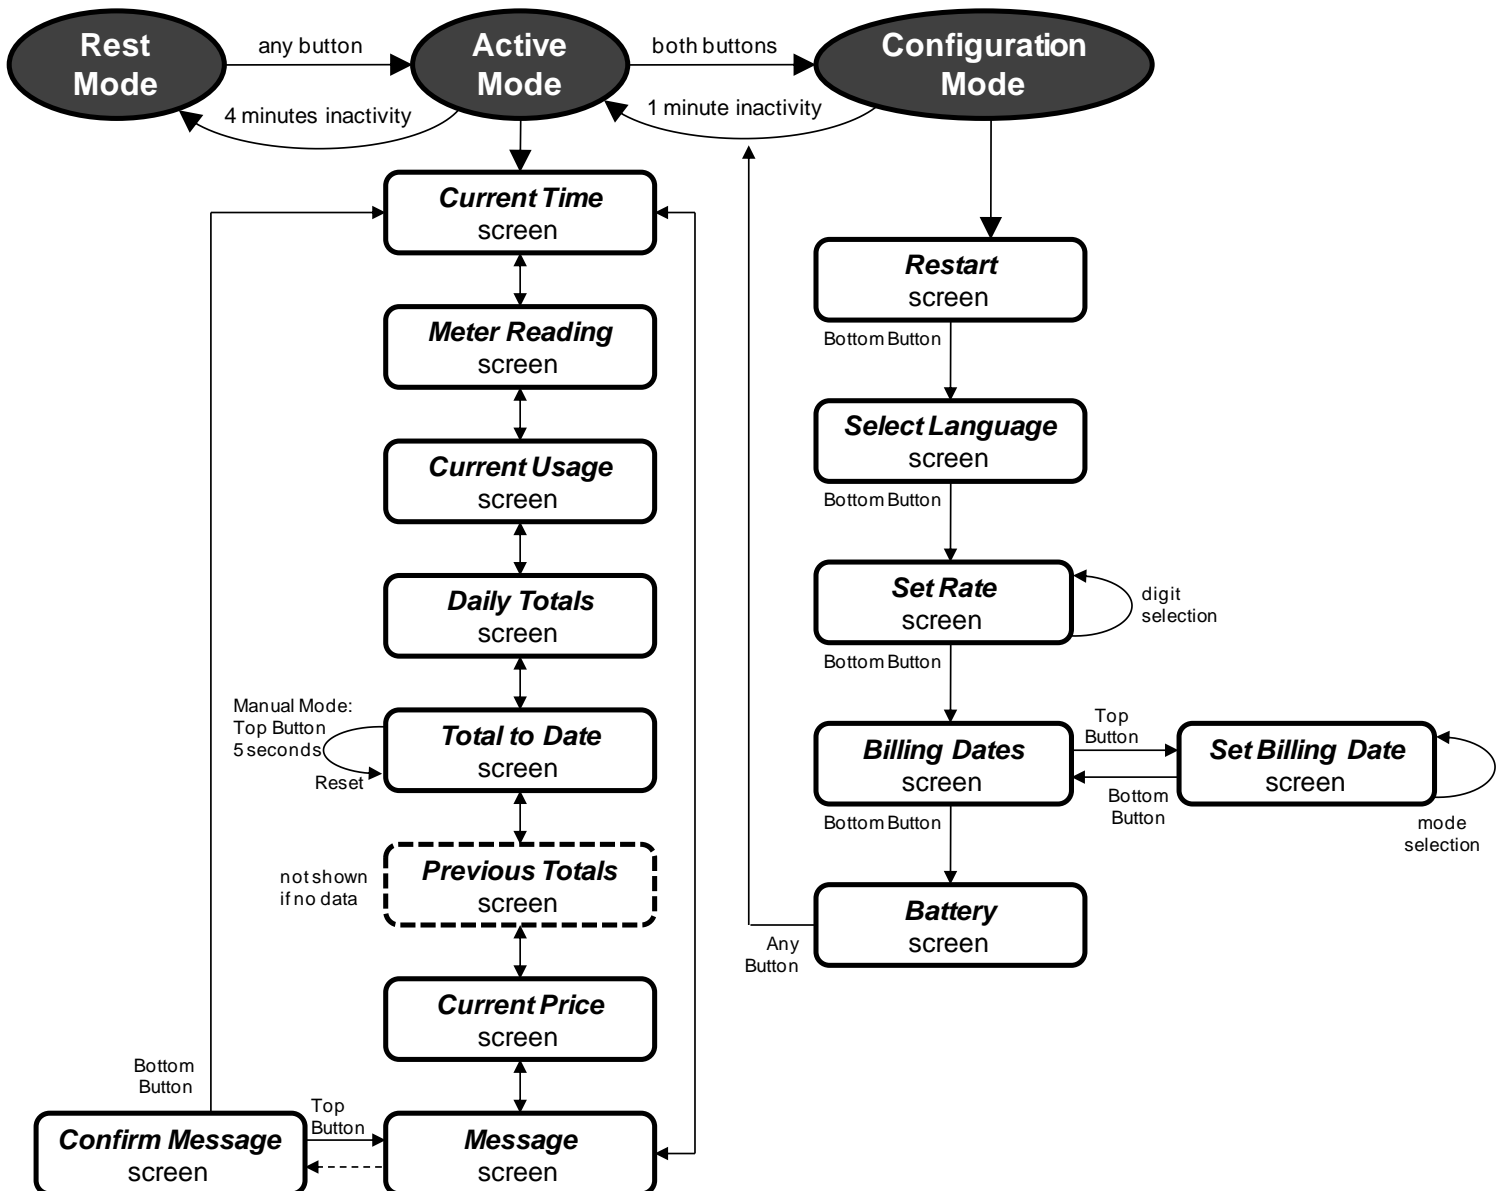 Rest
Mode
any button
4 minutes inactivity
Active
Mode
both buttons
1 minute inactivity
Configuration
Mode
Current Time
screen
Meter Reading
screen
Current Usage
screen
Daily Totals
screen
Manual Mode:
Top Button
5 seconds
Reset
Total to Date
screen
not shown
if no data
Previous Totals
screen
Current Price
screen
Bottom
Button
Confirm Message
screen
Top
Button
Message
screen
Restart
screen
Bottom Button
Select Language
screen
Bottom Button
Set Rate
screen
digit
selection
Bottom Button
Billing Dates
screen
Top
Button
Bottom
Button
Set Billing Date
screen
mode
selection
Bottom Button
Battery
screen
Any
Button